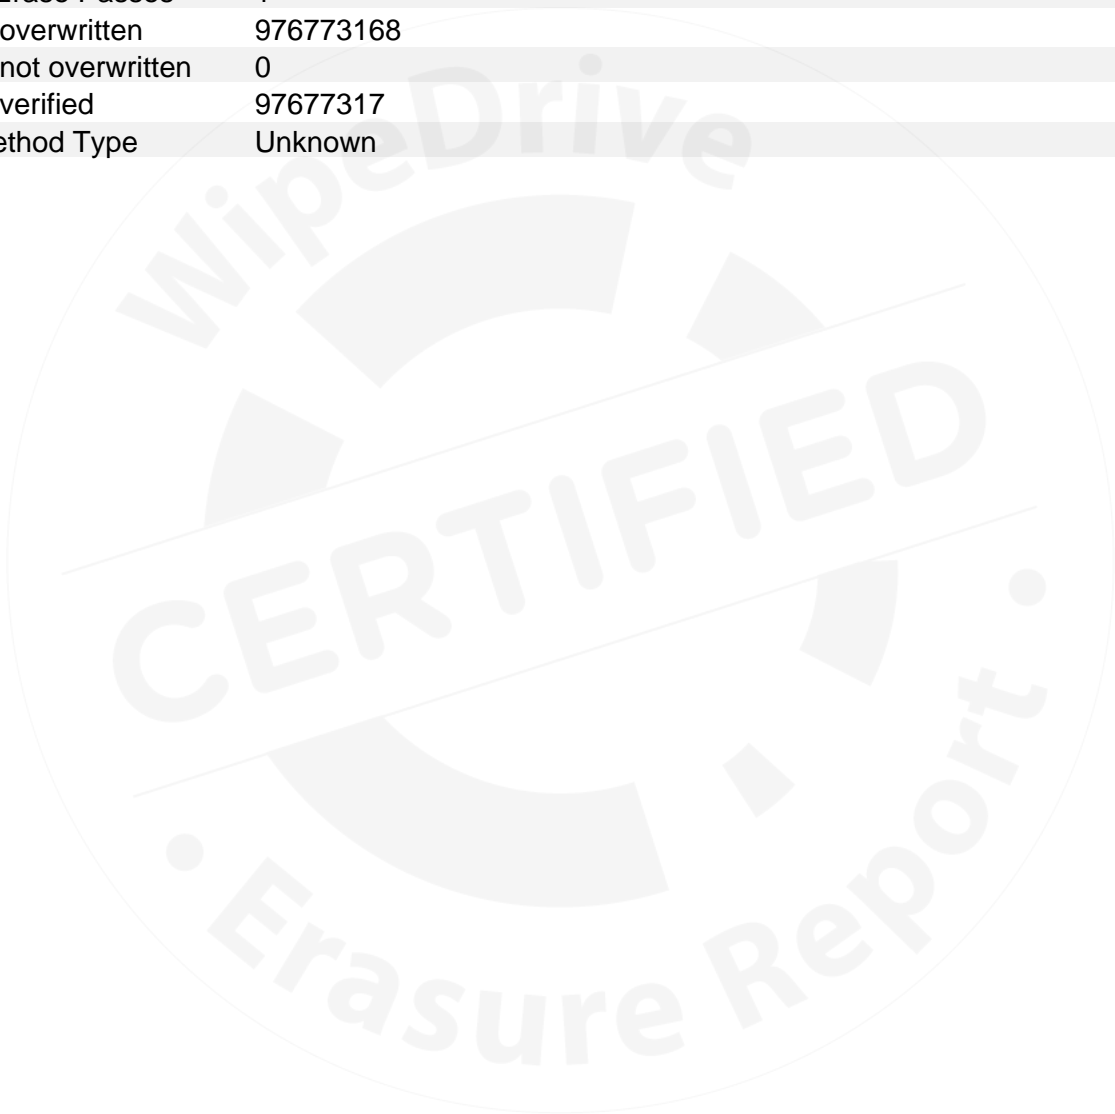 overwritten 976773168
not overwritten 0
verified 97677317
ethod Type Unknown
WipeDrive
CERTIFIED
• Erasure Report •